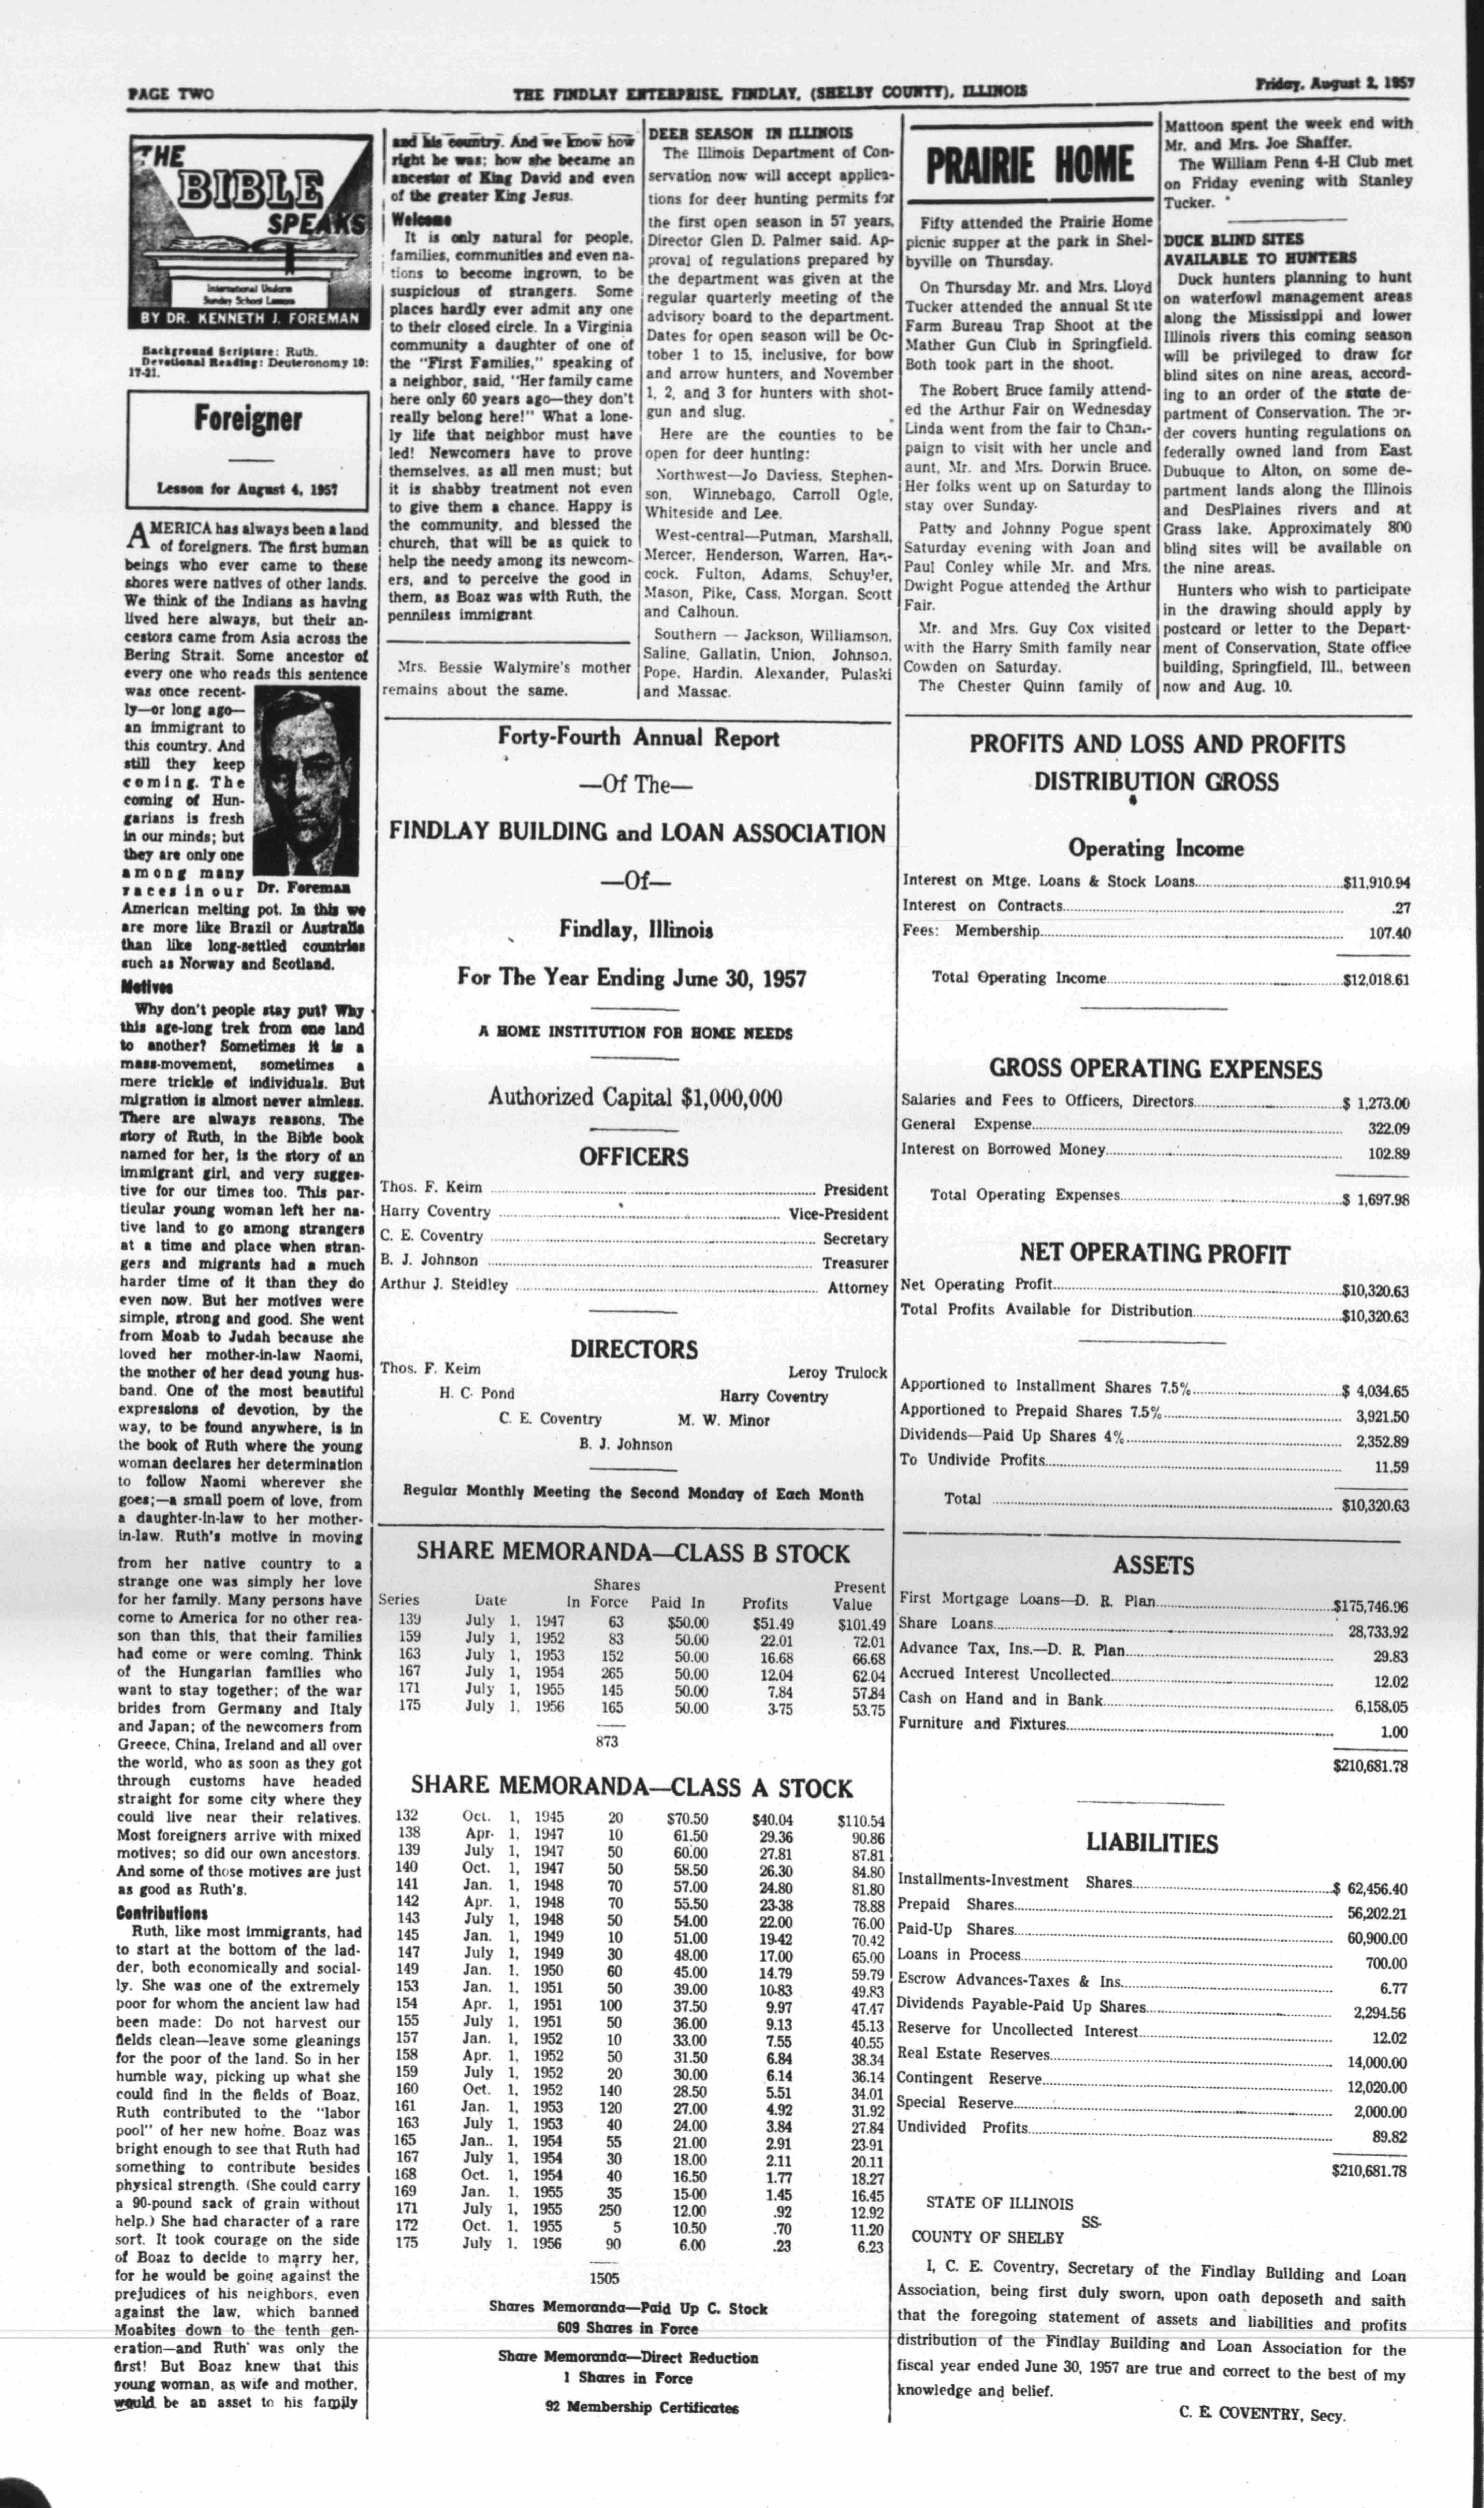 PAGE TWO
THE FINDLAY ENTERPRISE, FINDLAY, (SHELBY COUNTY), ILLINOIS
Friday, August 2, 1957
THE
BIBLE
SPEAKS
International Uniform
Sunday School Lessons
BY DR. KENNETH J. FOREMAN
Background Scripture: Ruth.
Devotional Reading: Deuteronomy 10:
17-21.
Foreigner
Lesson for August 4, 1957
AMERICA has always been a land
of foreigners. The first human
beings who ever came to these
shores were natives of other lands.
We think of the Indians as having
lived here always, but their an-
cestors came from Asia across the
Bering Strait. Some ancestor of
every one who reads this sentence
was once recent-
ly—or long ago—
an immigrant to
this country. And
still they keep
coming. The
coming of Hun-
garians is fresh
in our minds; but
they are only one
among many
races in our
Dr. Foreman
American melting pot. In this we
are more like Brazil or Australia
than like long-settled countries
such as Norway and Scotland.
Motives
Why don't people stay put? Why
this age-long trek from one land
to another? Sometimes it is a
mass-movement, sometimes a
mere trickle of individuals. But
migration is almost never aimless.
There are always reasons. The
story of Ruth, in the Bible book
named for her, is the story of an
immigrant girl, and very sugges-
tive for our times too. This par-
ticular young woman left her na-
tive land to go among strangers
at a time and place when stran-
gers and migrants had a much
harder time of it than they do
even now. But her motives were
simple, strong and good. She went
from Moab to Judah because she
loved her mother-in-law Naomi,
the mother of her dead young hus-
band. One of the most beautiful
expressions of devotion, by the
way, to be found anywhere, is in
the book of Ruth where the young
woman declares her determination
to follow Naomi wherever she
goes;—a small poem of love, from
a daughter-in-law to her mother-
in-law. Ruth's motive in moving
from her native country to a
strange one was simply her love
for her family. Many persons have
come to America for no other rea-
son than this, that their families
had come or were coming. Think
of the Hungarian families who
want to stay together; of the war
brides from Germany and Italy
and Japan; of the newcomers from
Greece, China, Ireland and all over
the world, who as soon as they got
through customs have headed
straight for some city where they
could live near their relatives.
Most foreigners arrive with mixed
motives; so did our own ancestors.
And some of those motives are just
as good as Ruth's.
Contributions
Ruth, like most immigrants, had
to start at the bottom of the lad-
der, both economically and social-
ly. She was one of the extremely
poor for whom the ancient law had
been made: Do not harvest our
fields clean—leave some gleanings
for the poor of the land. So in her
humble way, picking up what she
could find in the fields of Boaz,
Ruth contributed to the "labor
pool" of her new home. Boaz was
bright enough to see that Ruth had
something to contribute besides
physical strength. (She could carry
a 90-pound sack of grain without
help.) She had character of a rare
sort. It took courage on the side
of Boaz to decide to marry her,
for he would be going against the
prejudices of his neighbors, even
against the law, which banned
Moabites down to the tenth gen-
eration—and Ruth was only the
first! But Boaz knew that this
young woman, as wife and mother,
would be an asset to his family
and his country. And we know how
right he was; how she became an
ancestor of King David and even
of the greater King Jesus.
Welcome
It is only natural for people,
families, communities and even na-
tions to become ingrown, to be
suspicious of strangers. Some
places hardly ever admit any one
to their closed circle. In a Virginia
community a daughter of one of
the "First Families," speaking of
a neighbor, said, "Her family came
here only 60 years ago—they don't
really belong here!" What a lone-
ly life that neighbor must have
led! Newcomers have to prove
themselves, as all men must; but
it is shabby treatment not even
to give them a chance. Happy is
the community, and blessed the
church, that will be as quick to
help the needy among its newcom-
ers, and to perceive the good in
them, as Boaz was with Ruth, the
penniless immigrant
Mrs. Bessie Walymire's mother
remains about the same.
DEER SEASON IN ILLINOIS
The Illinois Department of Con-
servation now will accept applica-
tions for deer hunting permits for
the first open season in 57 years,
Director Glen D. Palmer said. Ap-
proval of regulations prepared by
the department was given at the
regular quarterly meeting of the
advisory board to the department.
Dates for open season will be Oc-
tober 1 to 15, inclusive, for bow
and arrow hunters, and November
1, 2, and 3 for hunters with shot-
gun and slug.
Here are the counties to be
open for deer hunting:
Northwest—Jo Daviess, Stephen-
son, Winnebago, Carroll Ogle,
Whiteside and Lee.
West-central—Putman, Marshall,
Mercer, Henderson, Warren, Han-
cock. Fulton, Adams, Schuyler,
Mason, Pike, Cass, Morgan, Scott
and Calhoun.
Southern — Jackson, Williamson,
Saline, Gallatin, Union, Johnson,
Pope, Hardin, Alexander, Pulaski
and Massac.
PRAIRIE HOME
Fifty attended the Prairie Home
picnic supper at the park in Shel-
byville on Thursday.
On Thursday Mr. and Mrs. Lloyd
Tucker attended the annual State
Farm Bureau Trap Shoot at the
Mather Gun Club in Springfield.
Both took part in the shoot.
The Robert Bruce family attend-
ed the Arthur Fair on Wednesday
Linda went from the fair to Cham-
paign to visit with her uncle and
aunt, Mr. and Mrs. Dorwin Bruce.
Her folks went up on Saturday to
stay over Sunday.
Patty and Johnny Pogue spent
Saturday evening with Joan and
Paul Conley while Mr. and Mrs.
Dwight Pogue attended the Arthur
Fair.
Mr. and Mrs. Guy Cox visited
with the Harry Smith family near
Cowden on Saturday.
The Chester Quinn family of
Mattoon spent the week end with
Mr. and Mrs. Joe Shaffer.
The William Penn 4-H Club met
on Friday evening with Stanley
Tucker.
DUCK BLIND SITES
AVAILABLE TO HUNTERS
Duck hunters planning to hunt
on waterfowl management areas
along the Mississippi and lower
Illinois rivers this coming season
will be privileged to draw for
blind sites on nine areas, accord-
ing to an order of the state de-
partment of Conservation. The or-
der covers hunting regulations on
federally owned land from East
Dubuque to Alton, on some de-
partment lands along the Illinois
and DesPlaines rivers and at
Grass lake. Approximately 800
blind sites will be available on
the nine areas.
Hunters who wish to participate
in the drawing should apply by
postcard or letter to the Depart-
ment of Conservation, State office
building, Springfield, Ill., between
now and Aug. 10.
Forty-Fourth Annual Report
—Of The—
FINDLAY BUILDING and LOAN ASSOCIATION
—Of—
Findlay, Illinois
For The Year Ending June 30, 1957
A HOME INSTITUTION FOR HOME NEEDS
Authorized Capital $1,000,000
OFFICERS
Thos. F. Keim President
Harry Coventry Vice-President
C. E. Coventry Secretary
B. J. Johnson Treasurer
Arthur J. Steidley Attorney
DIRECTORS
Thos. F. Keim Leroy Trulock
H. C. Pond Harry Coventry
C. E. Coventry M. W. Minor
B. J. Johnson
Regular Monthly Meeting the Second Monday of Each Month
SHARE MEMORANDA—CLASS B STOCK
Shares Present
Series Date In Force Paid In Profits Value
139 July 1, 1947 63 $50.00 $51.49 $101.49
159 July 1, 1952 83 50.00 22.01 72.01
163 July 1, 1953 152 50.00 16.68 66.68
167 July 1, 1954 265 50.00 12.04 62.04
171 July 1, 1955 145 50.00 7.84 57.84
175 July 1, 1956 165 50.00 3.75 53.75
873
SHARE MEMORANDA—CLASS A STOCK
132 Oct. 1, 1945 20 $70.50 $40.04 $110.54
138 Apr. 1, 1947 10 61.50 29.36 90.86
139 July 1, 1947 50 60.00 27.81 87.81
140 Oct. 1, 1947 50 58.50 26.30 84.80
141 Jan. 1, 1948 70 57.00 24.80 81.80
142 Apr. 1, 1948 70 55.50 23.38 78.88
143 July 1, 1948 50 54.00 22.00 76.00
145 Jan. 1, 1949 10 51.00 19.42 70.42
147 July 1, 1949 30 48.00 17.00 65.00
149 Jan. 1, 1950 60 45.00 14.79 59.79
153 Jan. 1, 1951 50 39.00 10.83 49.83
154 Apr. 1, 1951 100 37.50 9.97 47.47
155 July 1, 1951 50 36.00 9.13 45.13
157 Jan. 1, 1952 10 33.00 7.55 40.55
158 Apr. 1, 1952 50 31.50 6.84 38.34
159 July 1, 1952 20 30.00 6.14 36.14
160 Oct. 1, 1952 140 28.50 5.51 34.01
161 Jan. 1, 1953 120 27.00 4.92 31.92
163 July 1, 1953 40 24.00 3.84 27.84
165 Jan.. 1, 1954 55 21.00 2.91 23.91
167 July 1, 1954 30 18.00 2.11 20.11
168 Oct. 1, 1954 40 16.50 1.77 18.27
169 Jan. 1, 1955 35 15.00 1.45 16.45
171 July 1, 1955 250 12.00 .92 12.92
172 Oct. 1, 1955 5 10.50 .70 11.20
175 July 1, 1956 90 6.00 .23 6.23
1505
Shares Memoranda—Paid Up C. Stock
609 Shares in Force
Share Memoranda—Direct Reduction
1 Shares in Force
92 Membership Certificates
PROFITS AND LOSS AND PROFITS
DISTRIBUTION GROSS
Operating Income
Interest on Mtge. Loans & Stock Loans $11,910.94
Interest on Contracts .27
Fees: Membership 107.40
Total Operating Income $12,018.61
GROSS OPERATING EXPENSES
Salaries and Fees to Officers, Directors $ 1,273.00
General Expense 322.09
Interest on Borrowed Money 102.89
Total Operating Expenses $ 1,697.98
NET OPERATING PROFIT
Net Operating Profit $10,320.63
Total Profits Available for Distribution $10,320.63
Apportioned to Installment Shares 7.5% $ 4,034.65
Apportioned to Prepaid Shares 7.5% 3,921.50
Dividends—Paid Up Shares 4% 2,352.89
To Undivide Profits 11.59
Total $10,320.63
ASSETS
First Mortgage Loans—D. R. Plan $175,746.96
Share Loans 28,733.92
Advance Tax, Ins.—D. R. Plan 29.83
Accrued Interest Uncollected 12.02
Cash on Hand and in Bank 6,158.05
Furniture and Fixtures 1.00
$210,681.78
LIABILITIES
Installments-Investment Shares $ 62,456.40
Prepaid Shares 56,202.21
Paid-Up Shares 60,900.00
Loans in Process 700.00
Escrow Advances-Taxes & Ins. 6.77
Dividends Payable-Paid Up Shares 2,294.56
Reserve for Uncollected Interest 12.02
Real Estate Reserves 14,000.00
Contingent Reserve 12,020.00
Special Reserve 2,000.00
Undivided Profits 89.82
$210,681.78
STATE OF ILLINOIS
SS.
COUNTY OF SHELBY
I, C. E. Coventry, Secretary of the Findlay Building and Loan
Association, being first duly sworn, upon oath deposeth and saith
that the foregoing statement of assets and liabilities and profits
distribution of the Findlay Building and Loan Association for the
fiscal year ended June 30, 1957 are true and correct to the best of my
knowledge and belief.
C. E. COVENTRY, Secy.